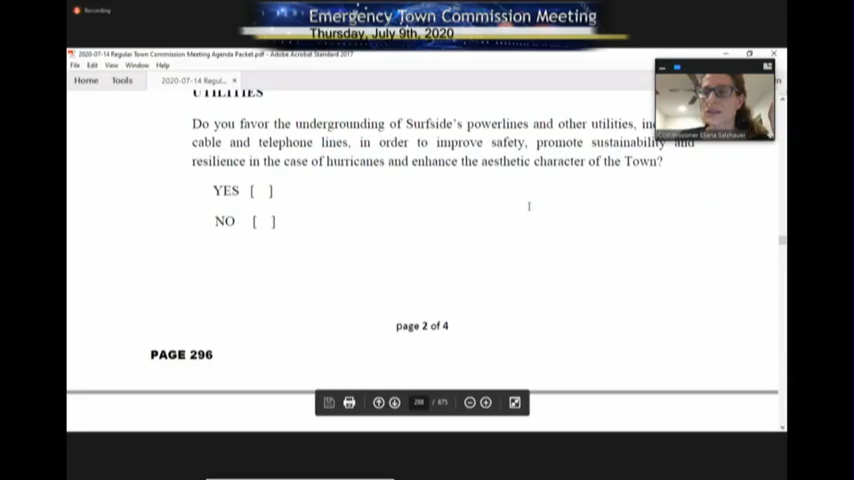 Recording
Emergency Town Commission Meeting
Thursday, July 9th, 2020
2020-07-14 Regular Town Commission Meeting Agenda Packet.pdf - Adobe Acrobat Standard 2017
File Edit View Window Help
Home Tools 2020-07-14 Regul... ×
UTILITIES
Do you favor the undergrounding of Surfside's powerlines and other utilities, in
cable and telephone lines, in order to improve safety, promote sustainability and
resilience in the case of hurricanes and enhance the aesthetic character of the Town?
YES [ ]
NO [ ]
Commissioner Eliana Salzhauer
page 2 of 4
PAGE 296
288 / 675